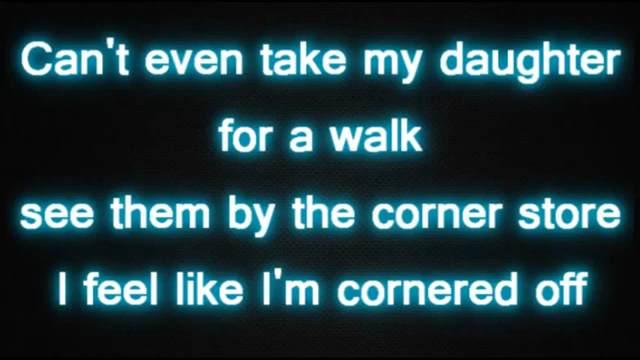 Can't even take my daughter
for a walk
see them by the corner store
I feel like I'm cornered off